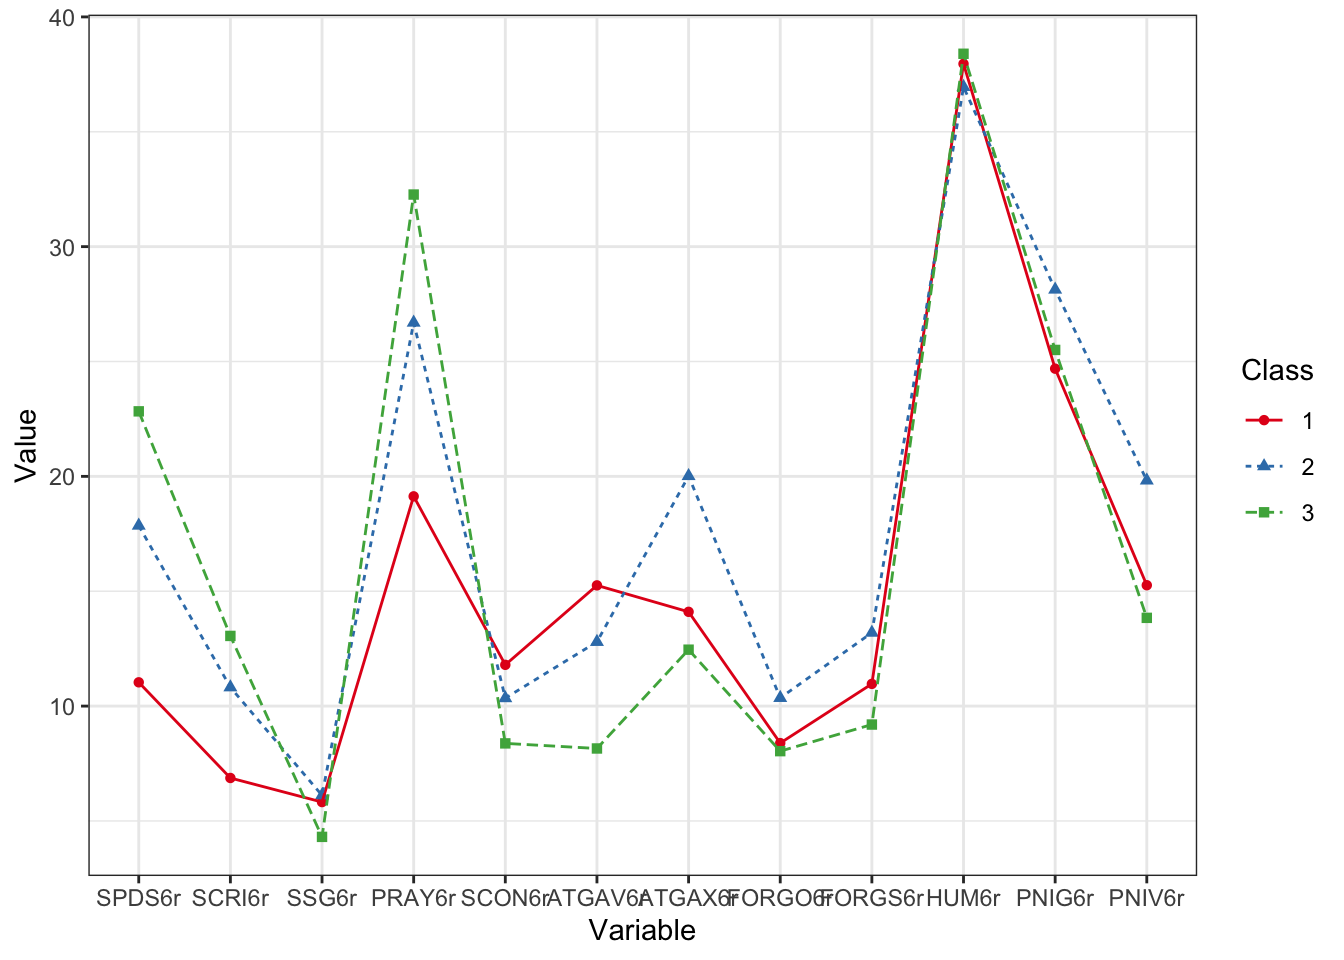 40
30
20
10
Value
SPDS6r SCRI6r SSG6r PRAY6r SCON6r ATGAV6r ATGAX6r FORGO6r FORGS6r HUM6r PNIG6r PNIV6r
Variable
Class
1
2
3